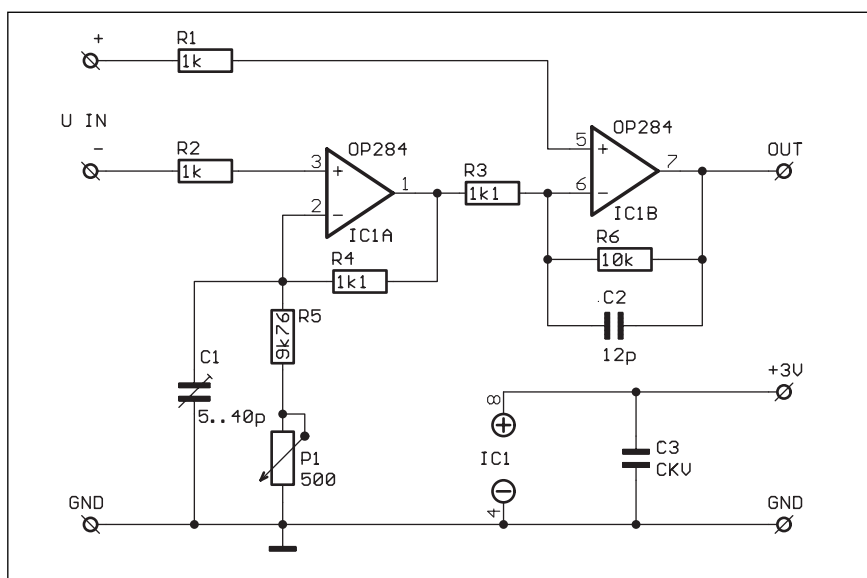 +
R1
1k
U IN
-
R2
1k
3
+
2
-
OP284
1
IC1A
R4
1k1
R3
1k1
5
+
6
-
OP284
7
IC1B
OUT
R6
10k
C2
12p
R5
9k76
C1
5..40p
P1
500
GND
+3V
8
+
IC1
-
4
C3
CKV
GND